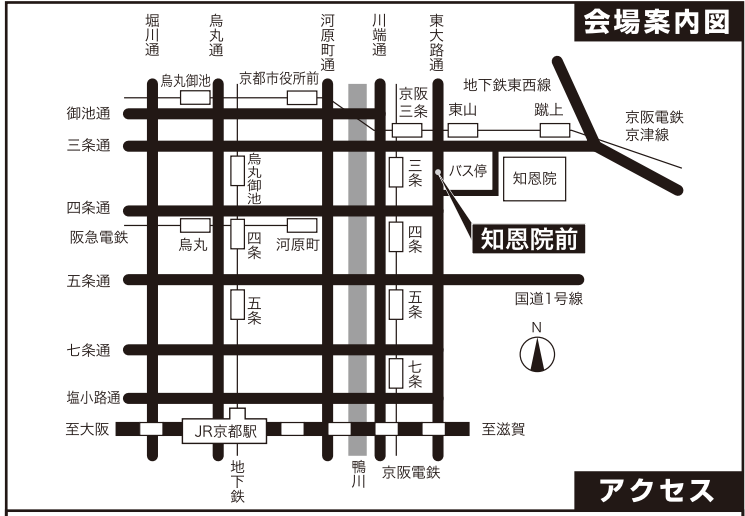 会場案内図
堀川通
烏丸通
河原町通
川端通
東大路通
烏丸御池
京都市役所前
地下鉄東西線
京阪三条
東山
蹴上
京阪電鉄
京津線
御池通
三条通
烏丸御池
三条
バス停
知恩院
四条通
阪急電鉄
烏丸
四条
河原町
四条
知恩院前
五条通
五条
五条
国道1号線
N
七条通
七条
塩小路通
至大阪
JR京都駅
至滋賀
地下鉄
鴨川
京阪電鉄
アクセス